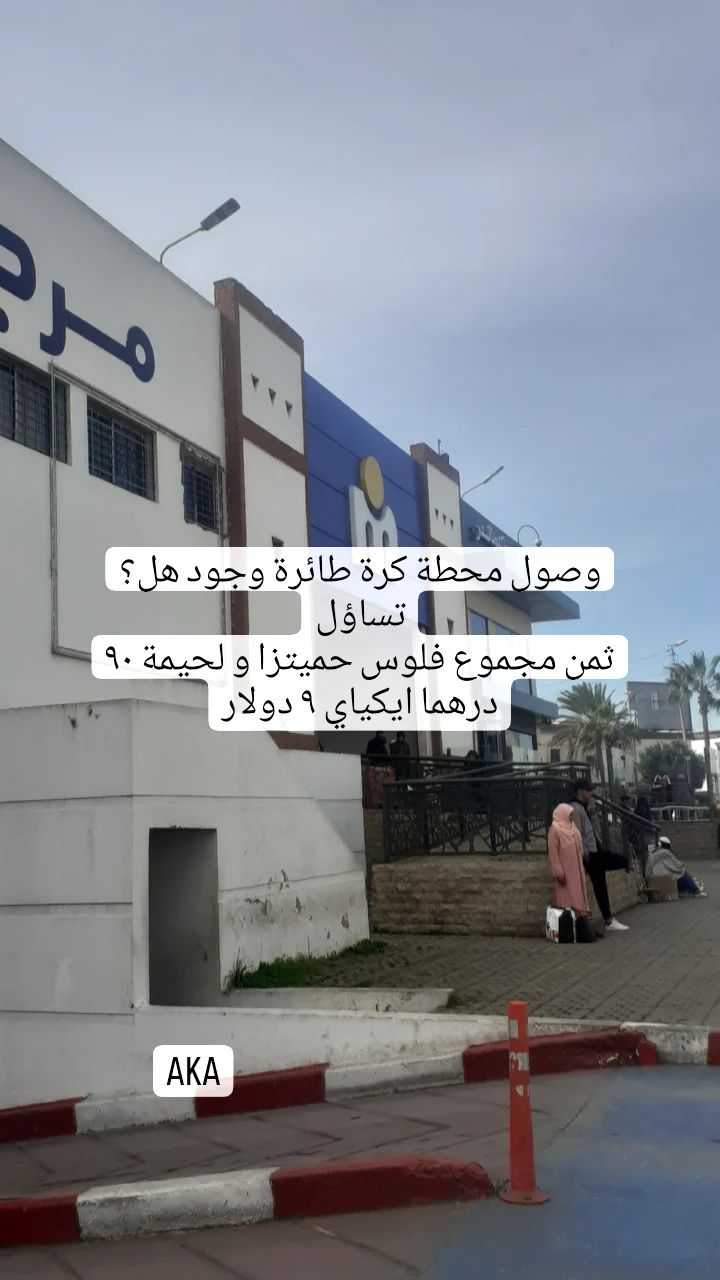 مرج
m
وصول محطة كرة طائرة وجود هل؟
تساؤل
ثمن مجموع فلوس حميتزا و لحيمة ٩٠
درهما ايكياي ٩ دولار
AKA